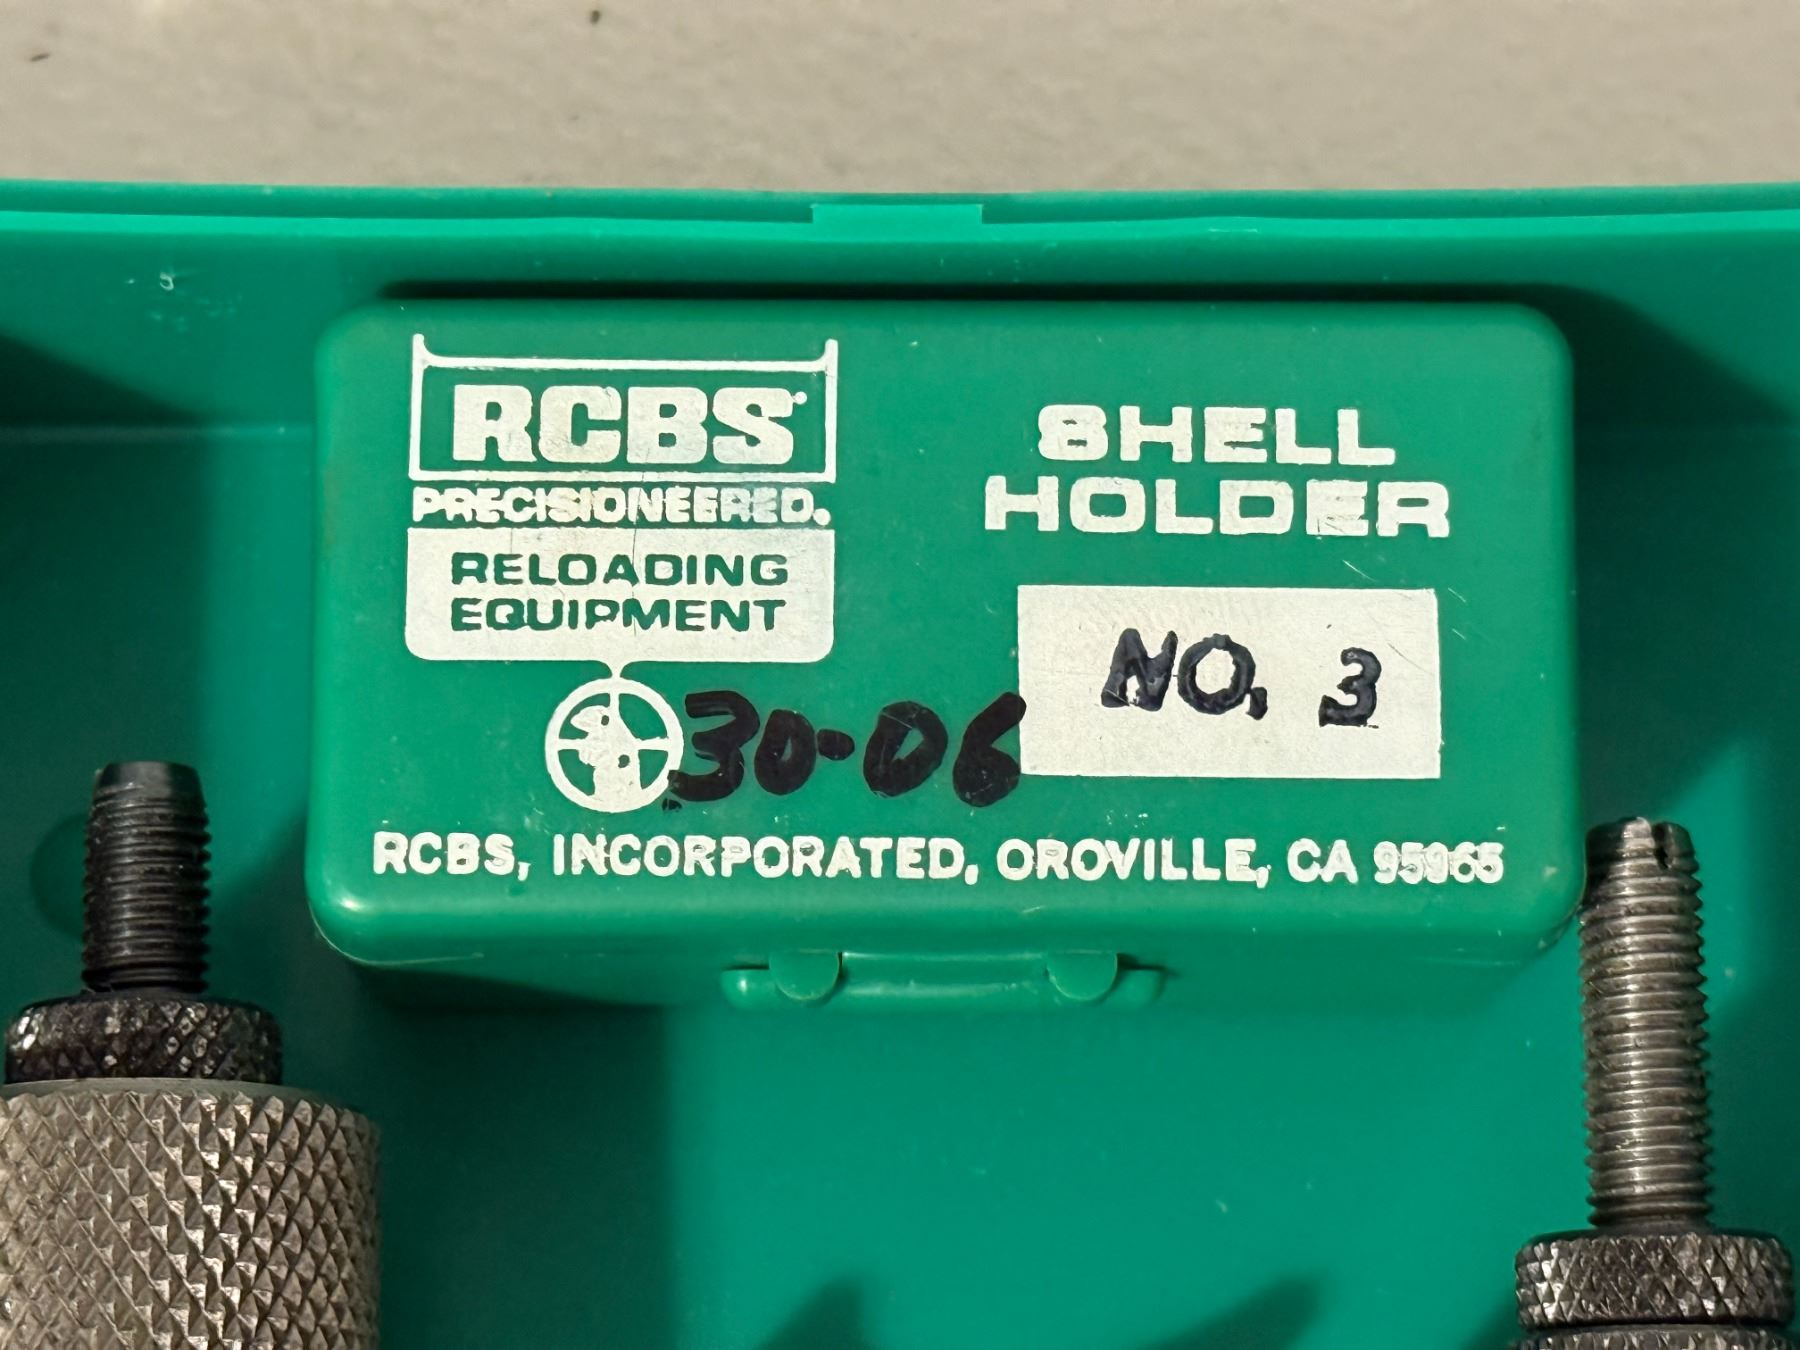 RCBS
PRECISIONEERED.
RELOADING
EQUIPMENT
SHELL
HOLDER
NO. 3
.30-06
RCBS, INCORPORATED, OROVILLE, CA 95965